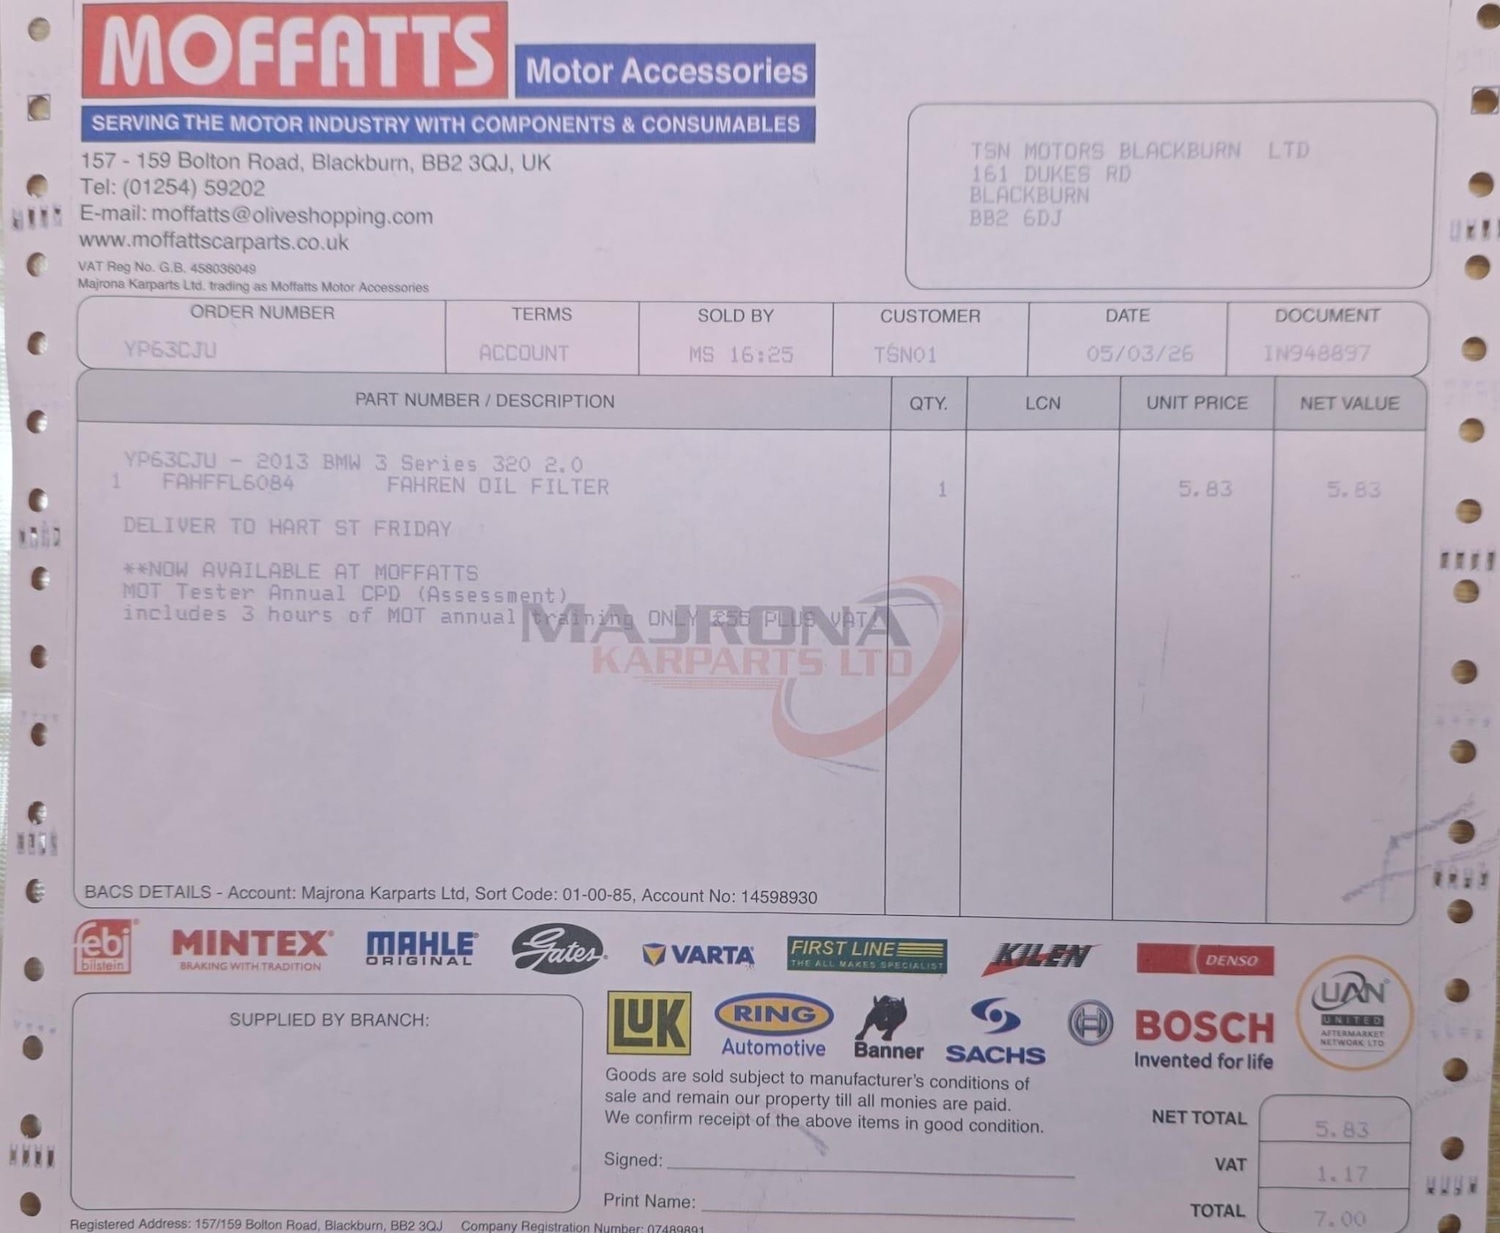 MOFFATTS
Motor Accessories
SERVING THE MOTOR INDUSTRY WITH COMPONENTS & CONSUMABLES
157 - 159 Bolton Road, Blackburn, BB2 3QJ, UK
Tel: (01254) 59202
E-mail: moffatts@oliveshopping.com
www.moffattscarparts.co.uk
VAT Reg No. G.B. 458036049
Majrona Karparts Ltd. trading as Moffatts Motor Accessories
TSN MOTORS BLACKBURN LTD
161 DUKES RD
BLACKBURN
BB2 6DJ
ORDER NUMBER TERMS SOLD BY CUSTOMER DATE DOCUMENT
YP63CJU ACCOUNT MS 16:25 TSN01 05/03/26 IN948897
PART NUMBER / DESCRIPTION QTY. LCN UNIT PRICE NET VALUE
YP63CJU - 2013 BMW 3 Series 320 2.0
1 FAHFFL6084 FAHREN OIL FILTER 1 5.83 5.83
DELIVER TO HART ST FRIDAY
**NOW AVAILABLE AT MOFFATTS
MOT Tester Annual CPD (Assessment)
includes 3 hours of MOT annual training ONLY £55 PLUS VAT
MAJRONA
KARPARTS LTD
BACS DETAILS - Account: Majrona Karparts Ltd, Sort Code: 01-00-85, Account No: 14598930
febi
bilstein
MINTEX
BRAKING WITH TRADITION
MAHLE
ORIGINAL
Gates
VARTA
FIRST LINE
THE ALL MAKES SPECIALIST
KILEN
DENSO
SUPPLIED BY BRANCH:
LUK
RING
Automotive
Banner
SACHS
BOSCH
Invented for life
UAN
UNITED
AFTERMARKET
NETWORK LTD
Goods are sold subject to manufacturer's conditions of
sale and remain our property till all monies are paid.
We confirm receipt of the above items in good condition.
Signed:
Print Name:
NET TOTAL 5.83
VAT 1.17
TOTAL 7.00
Registered Address: 157/159 Bolton Road, Blackburn, BB2 3QJ Company Registration Number: 07489891